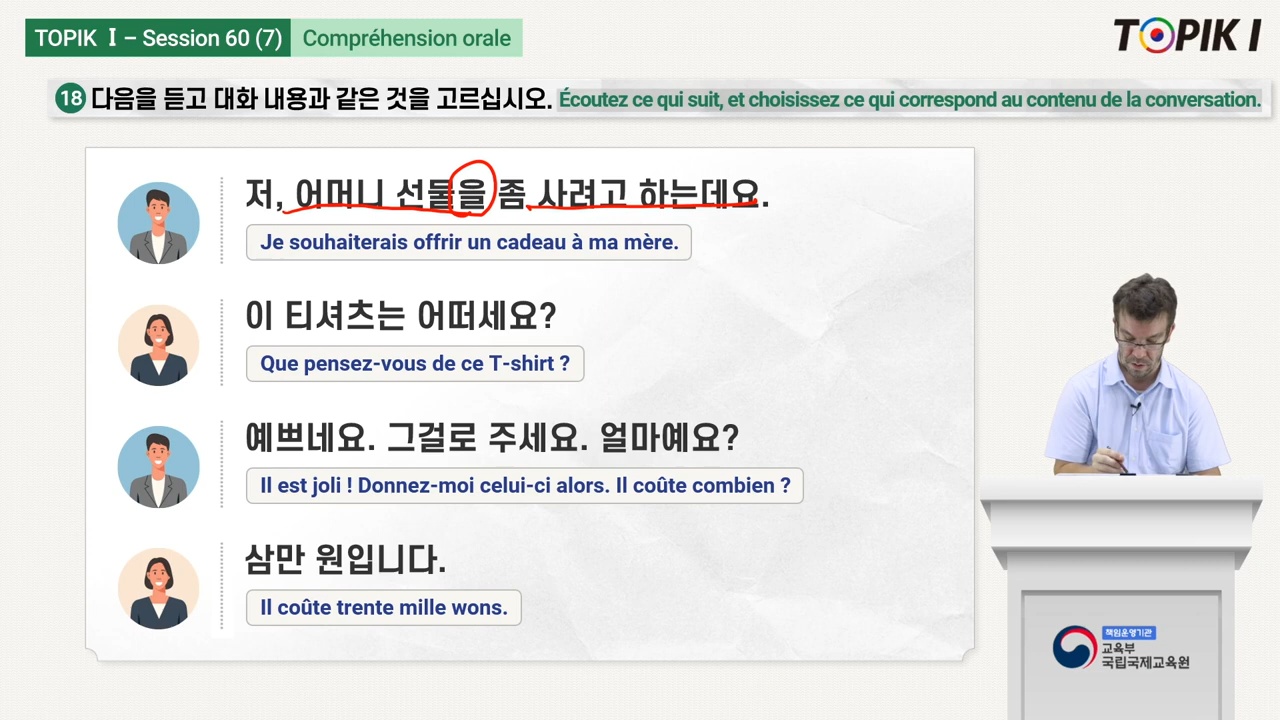 TOPIK Ⅰ – Session 60 (7) Compréhension orale
TOPIK I
18 다음을 듣고 대화 내용과 같은 것을 고르십시오. Écoutez ce qui suit, et choisissez ce qui correspond au contenu de la conversation.
저, 어머니 선물을 좀 사려고 하는데요.
Je souhaiterais offrir un cadeau à ma mère.
이 티셔츠는 어떠세요?
Que pensez-vous de ce T-shirt ?
예쁘네요. 그걸로 주세요. 얼마예요?
Il est joli ! Donnez-moi celui-ci alors. Il coûte combien ?
삼만 원입니다.
Il coûte trente mille wons.
책임운영기관
교육부
국립국제교육원